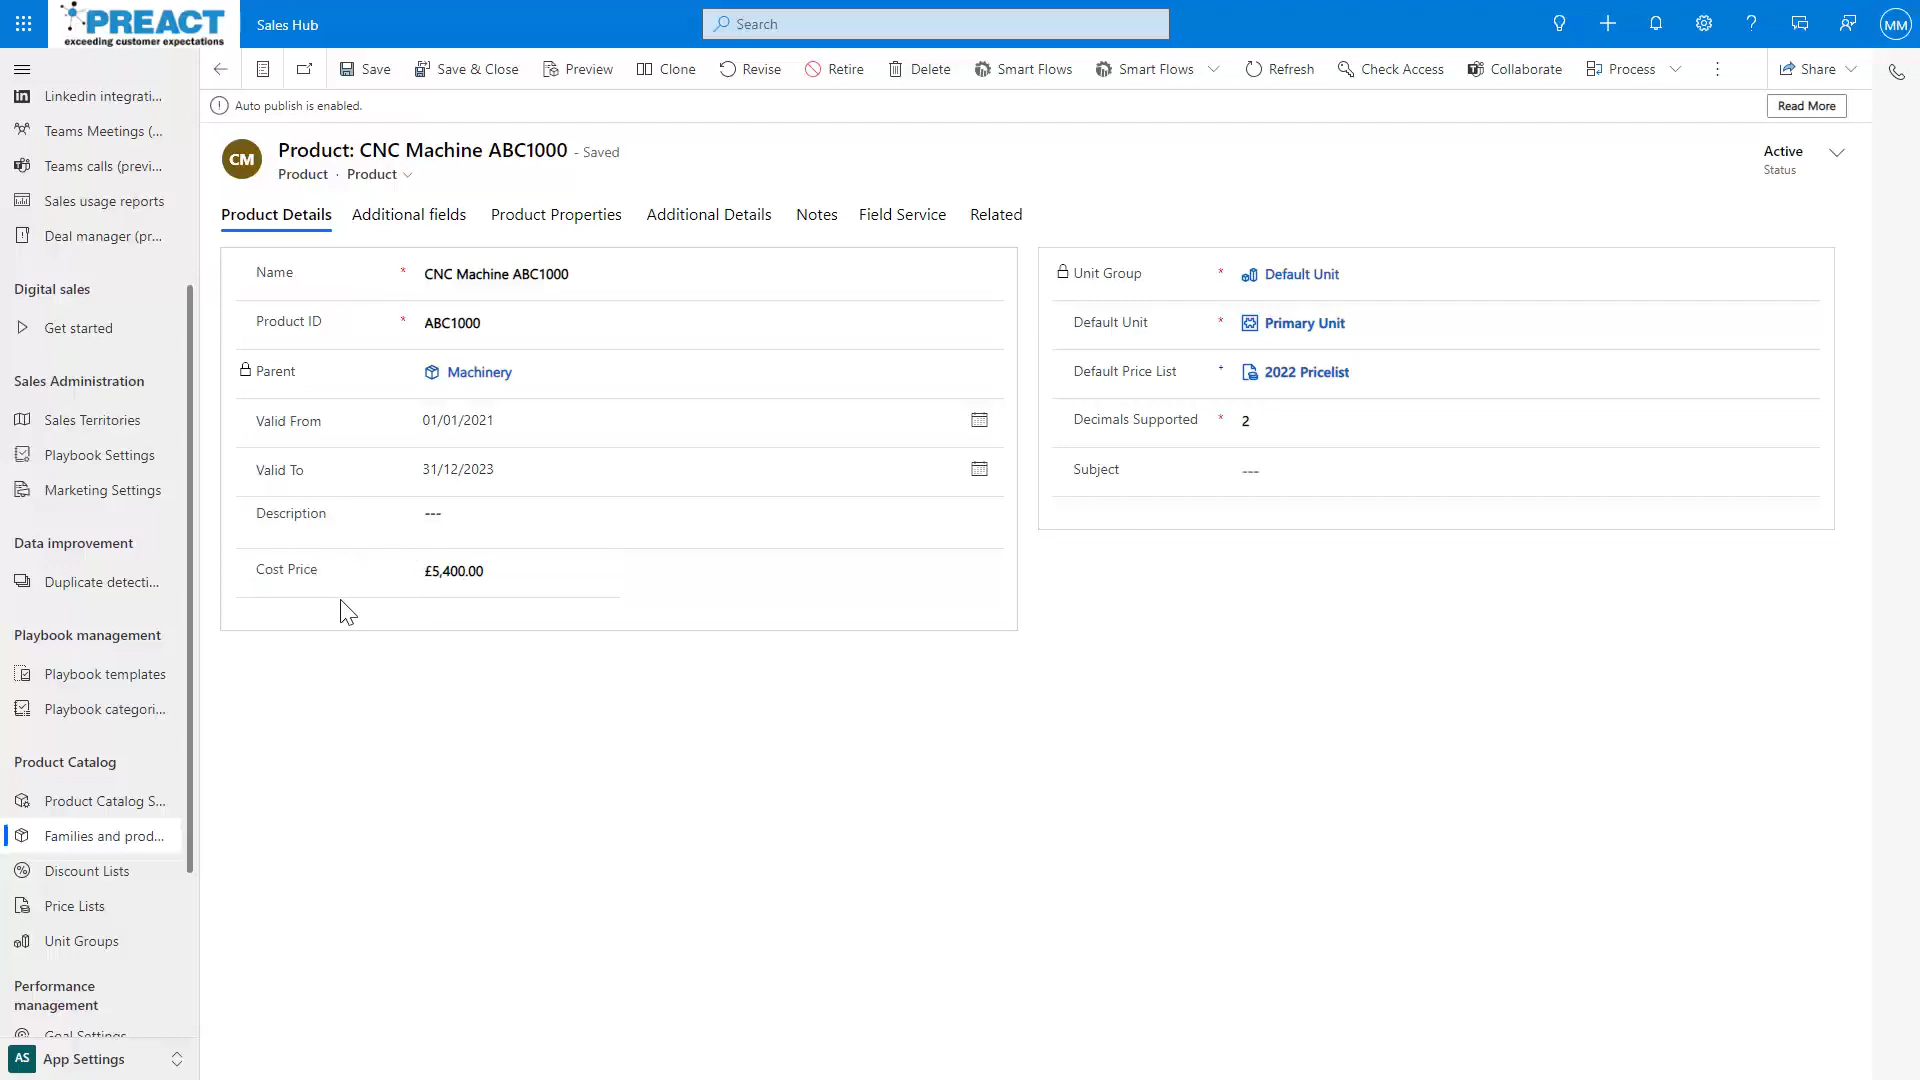 PREACT
exceeding customer expectations
Sales Hub
Search
MM
Linkedin integrati...
Teams Meetings (...
Teams calls (previ...
Sales usage reports
Deal manager (pr...
Digital sales
Get started
Sales Administration
Sales Territories
Playbook Settings
Marketing Settings
Data improvement
Duplicate detecti...
Playbook management
Playbook templates
Playbook categori...
Product Catalog
Product Catalog S...
Families and prod...
Discount Lists
Price Lists
Unit Groups
Performance
management
Goal Settings
AS App Settings
Save
Save & Close
Preview
Clone
Revise
Retire
Delete
Smart Flows
Smart Flows
Refresh
Check Access
Collaborate
Process
Share
Auto publish is enabled.
Read More
CM
Product: CNC Machine ABC1000 - Saved
Product · Product
Active
Status
Product Details
Additional fields
Product Properties
Additional Details
Notes
Field Service
Related
Name * CNC Machine ABC1000
Product ID * ABC1000
Parent Machinery
Valid From 01/01/2021
Valid To 31/12/2023
Description ---
Cost Price £5,400.00
Unit Group * Default Unit
Default Unit * Primary Unit
Default Price List + 2022 Pricelist
Decimals Supported * 2
Subject ---